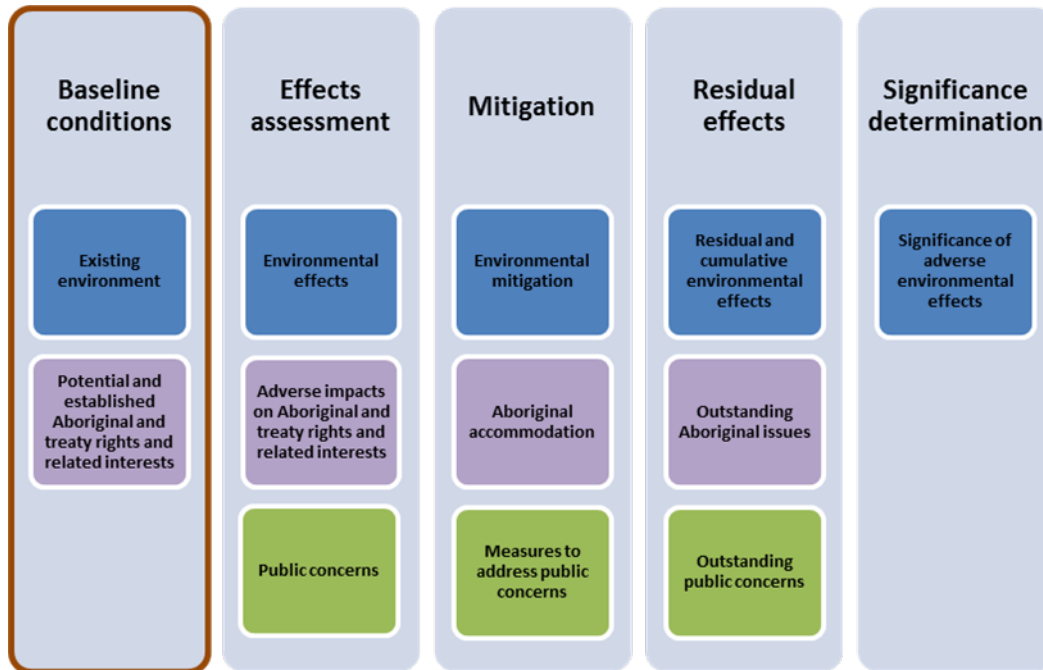 Baseline
conditions
Effects
assessment
Mitigation
Residual
effects
Significance
determination
Existing
environment
Environmental
effects
Environmental
mitigation
Residual and
cumulative
environmental
effects
Significance of
adverse
environmental
effects
Potential and
established
Aboriginal and
treaty rights and
related interests
Adverse impacts
on Aboriginal and
treaty rights and
related interests
Aboriginal
accommodation
Outstanding
Aboriginal issues
Public concerns
Measures to
address public
concerns
Outstanding
public concerns